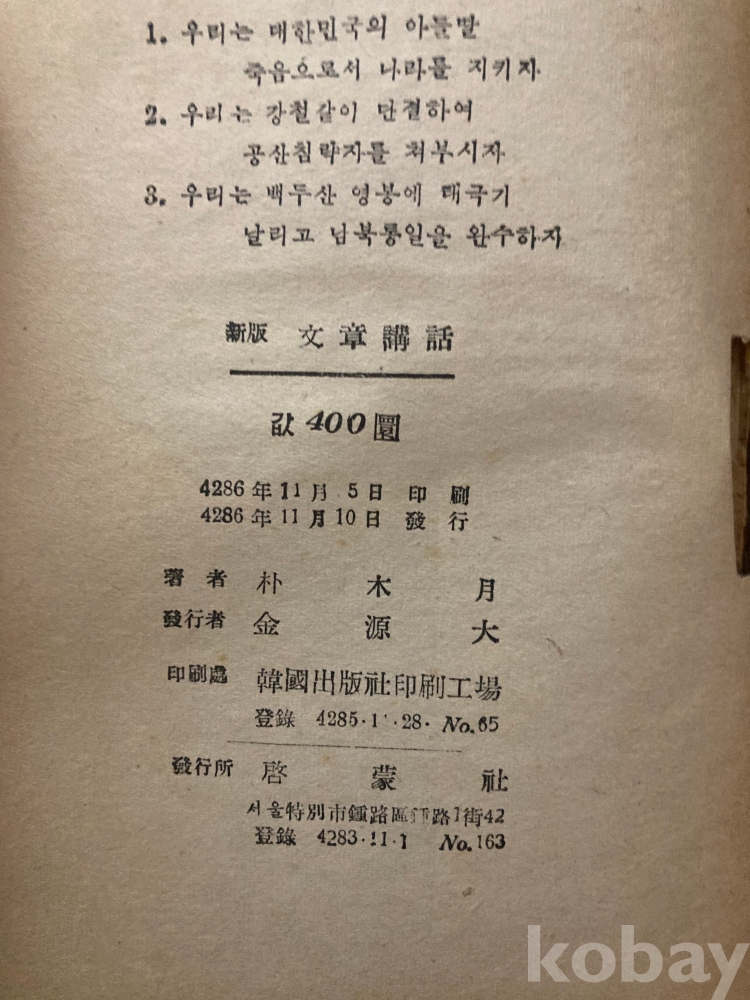 1. 우리는 대한민국의 아들딸
죽음으로서 나라를 지키자
2. 우리는 강철같이 단결하여
공산침략자를 처부시자
3. 우리는 백두산 영봉에 태극기
날리고 남북통일을 완수하자
新版 文章講話
값 400圜
4286年11月 5日 印刷
4286年11月10日 發行
著者 朴木月
發行者 金源大
印刷處 韓國出版社印刷工場
登錄 4285· ·28· No.65
發行所 啓蒙社
서울特別市鍾路區鍾路1街42
登錄 4283·11·1 No.163
kobay